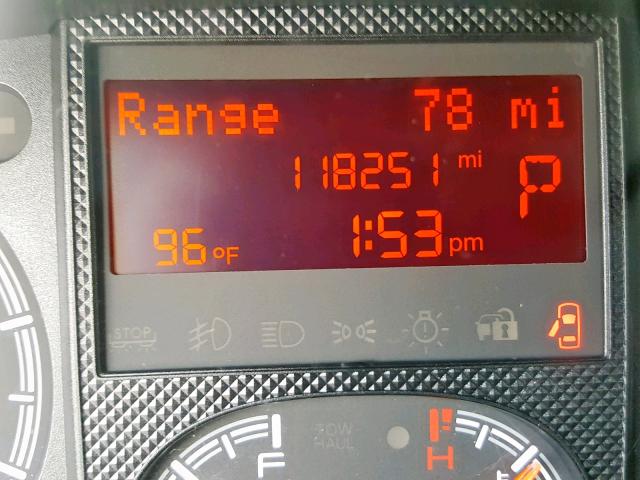 Range 78 mi
118251 mi
P
96°F 1:53 pm
STOP
F TOW HAUL H